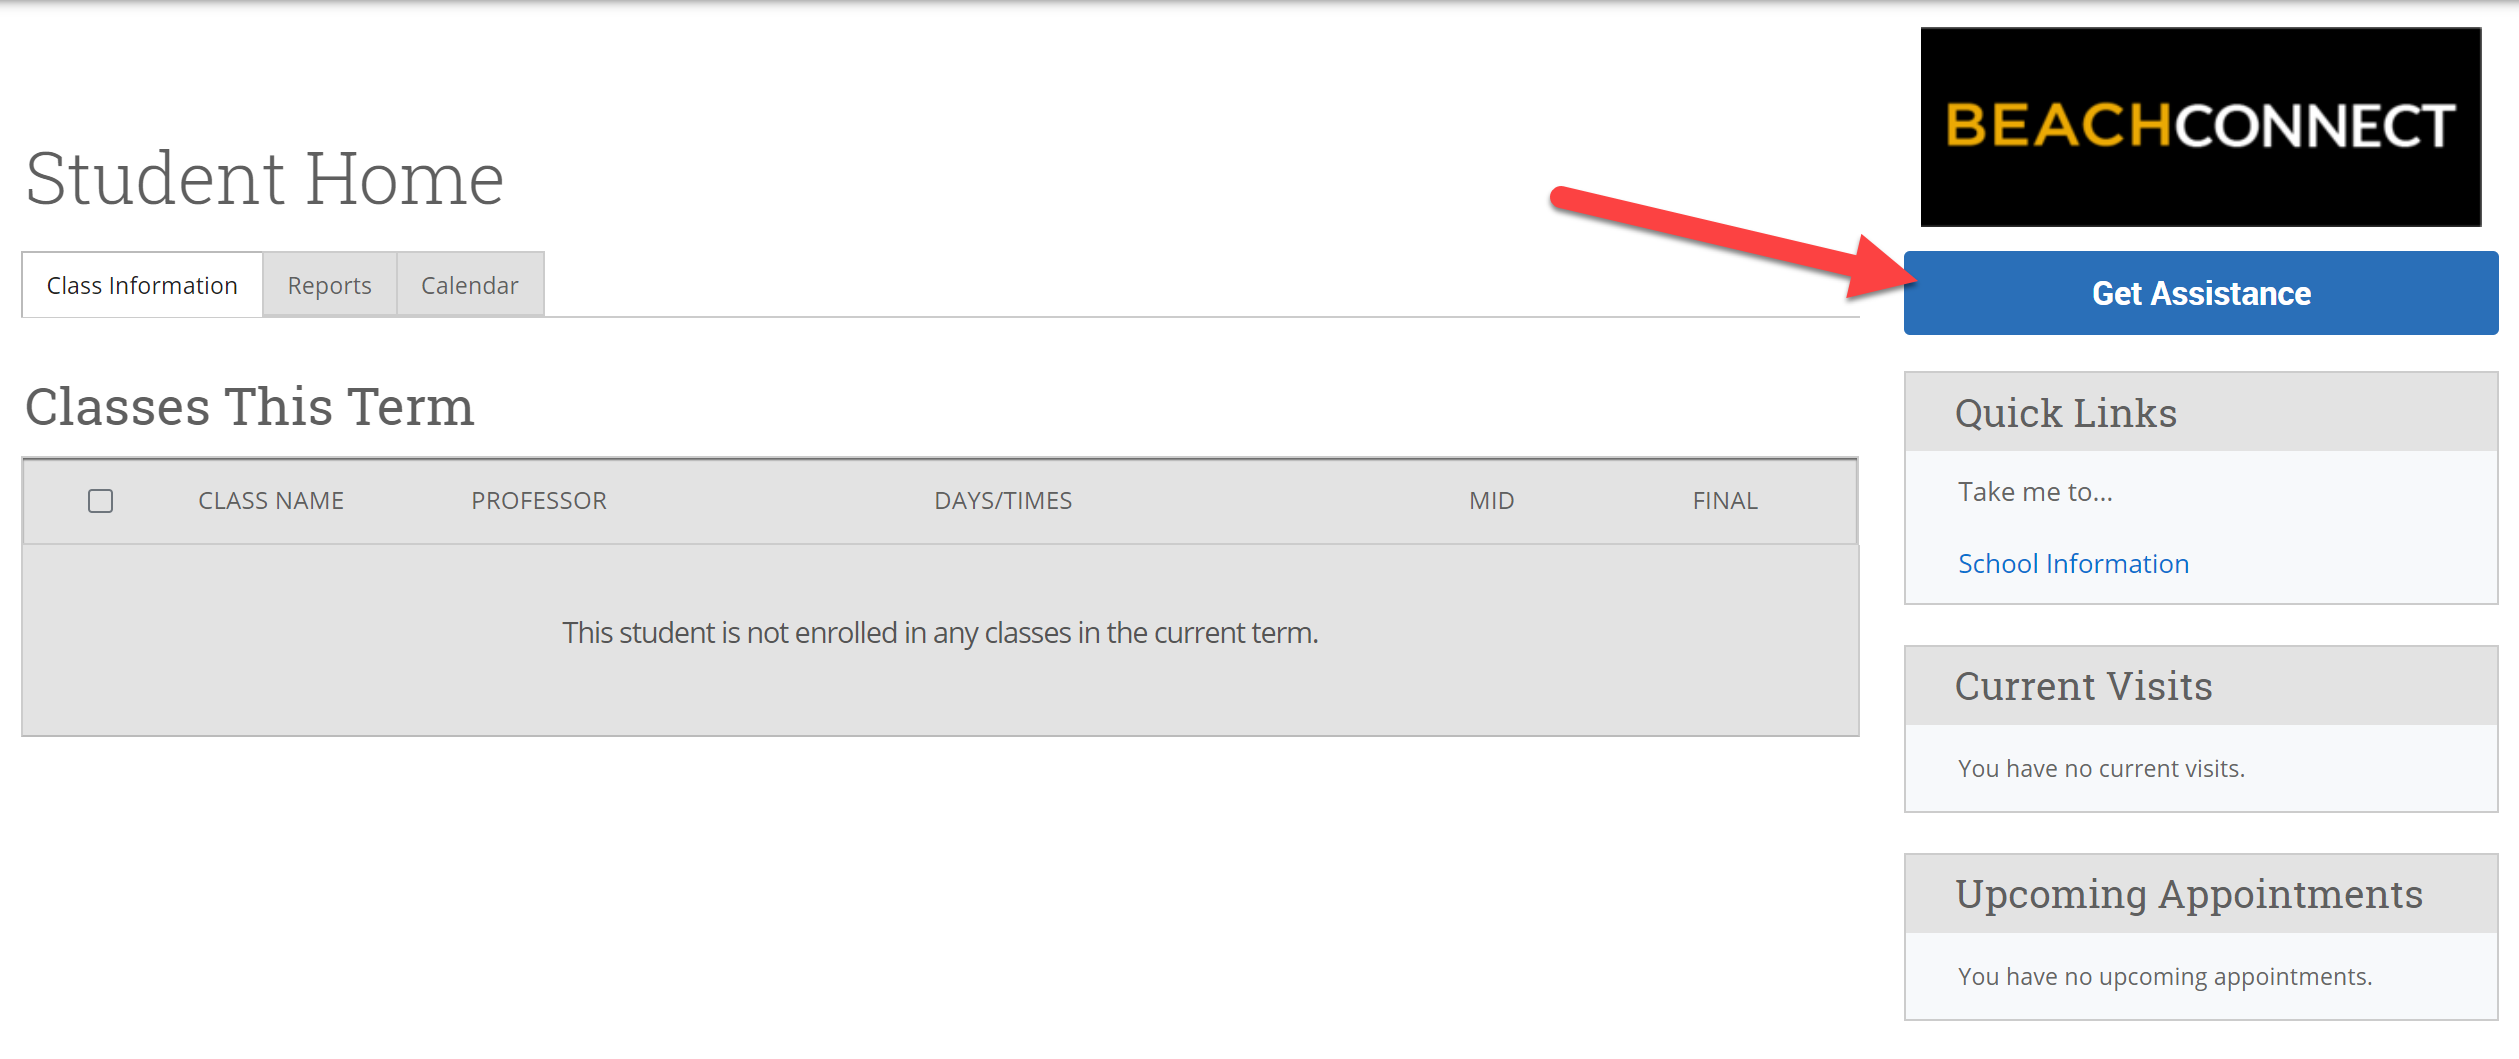 BEACHCONNECT
Student Home
Class Information Reports Calendar
Get Assistance
Classes This Term
CLASS NAME PROFESSOR DAYS/TIMES MID FINAL
This student is not enrolled in any classes in the current term.
Quick Links
Take me to...
School Information
Current Visits
You have no current visits.
Upcoming Appointments
You have no upcoming appointments.